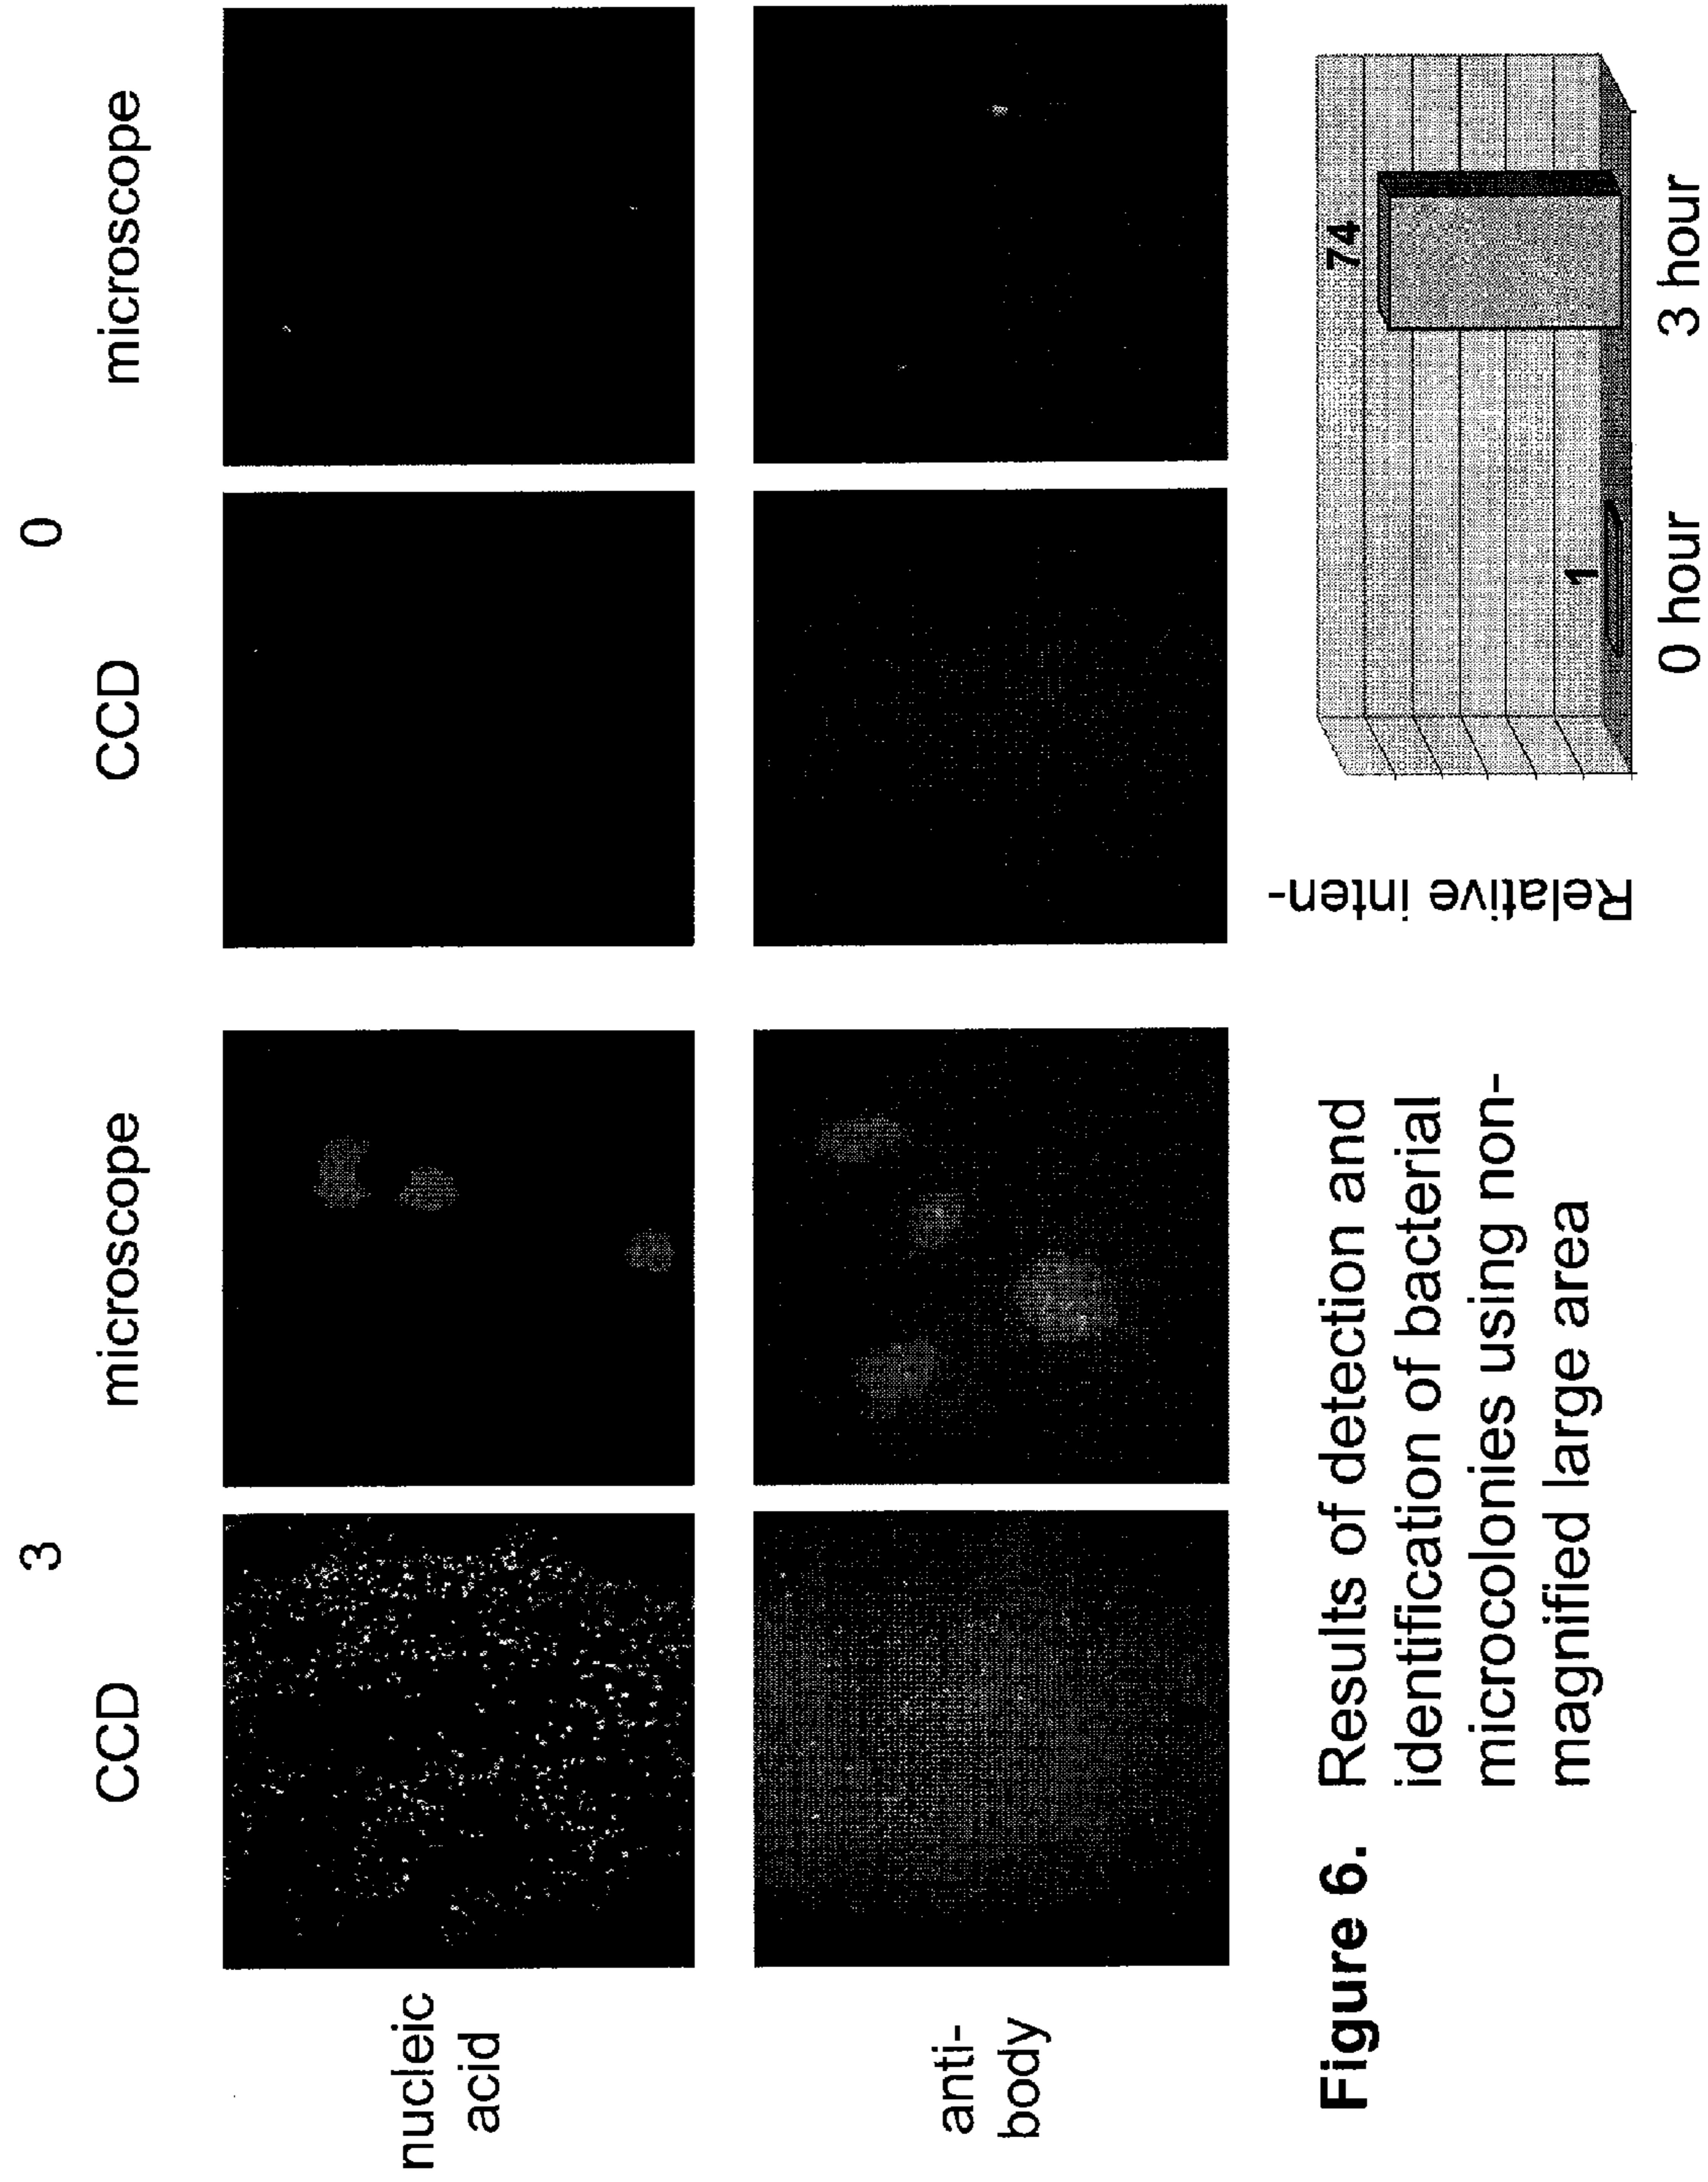 3
0
CCD
microscope
CCD
microscope
nucleic
acid
anti-
body
Figure 6. Results of detection and
identification of bacterial
microcolonies using non-
magnified large area
Relative inten-
1
74
0 hour
3 hour